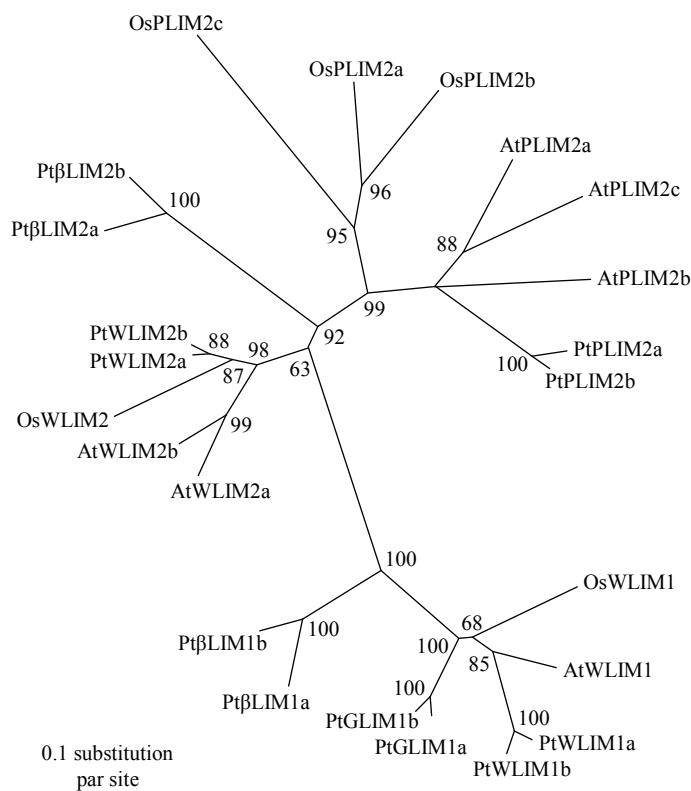 OsPLIM2c
OsPLIM2a
OsPLIM2b
AtPLIM2a
PtβLIM2b
AtPLIM2c
100
96
PtβLIM2a
95
88
AtPLIM2b
99
PtWLIM2b
92
88
98
PtPLIM2a
PtWLIM2a
63
100
87
PtPLIM2b
OsWLIM2
99
AtWLIM2b
AtWLIM2a
100
OsWLIM1
68
100
PtβLIM1b
100
85
AtWLIM1
100
PtβLIM1a
PtGLIM1b
100
PtGLIM1a
PtWLIM1a
0.1 substitution
PtWLIM1b
par site